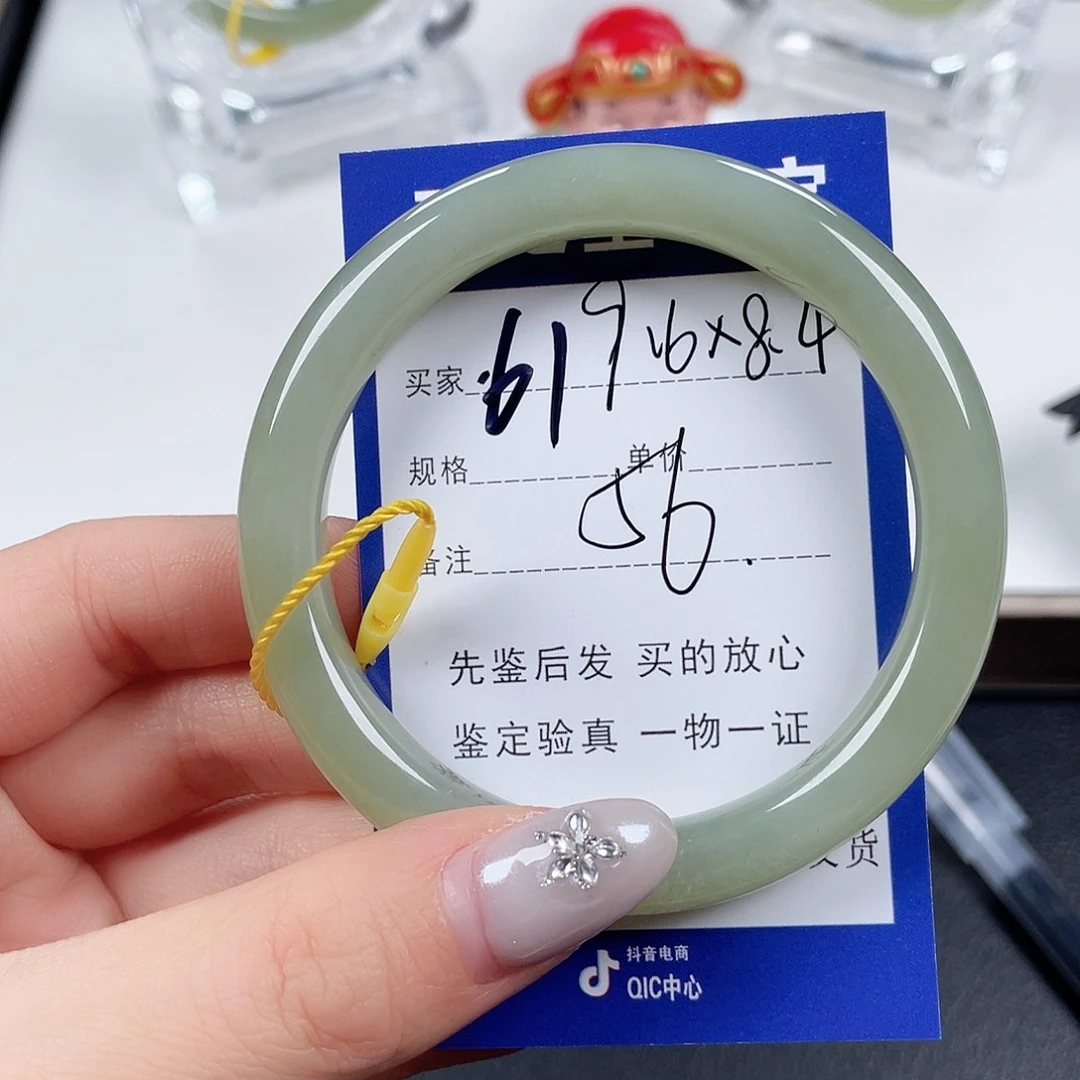 9.6×8.4
买家 61
规格 单价
56.
备注
先鉴后发 买的放心
鉴定验真 一物一证
货
抖音电商
QIC中心